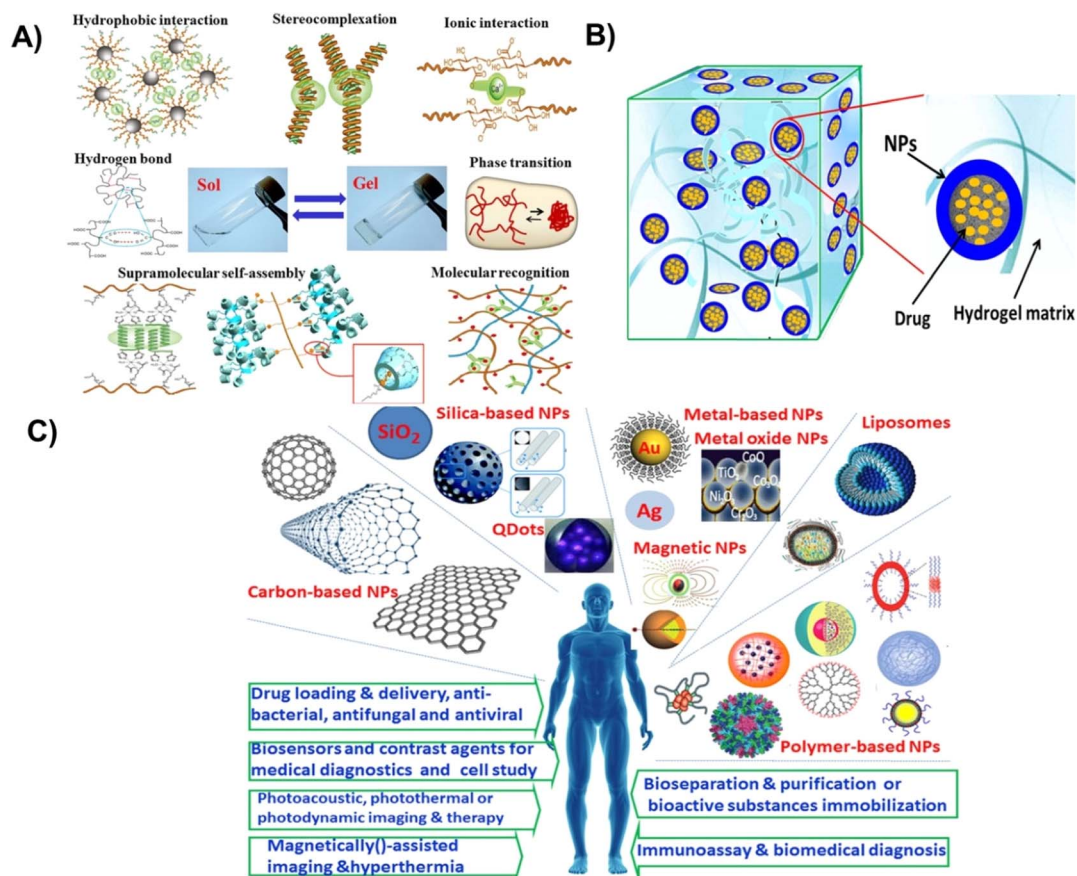 A)
Hydrophobic interaction
Stereocomplexation
Ionic interaction
Hydrogen bond
Sol
Gel
Phase transition
Supramolecular self-assembly
Molecular recognition
B)
NPs
Drug
Hydrogel matrix
C)
SiO2
Silica-based NPs
QDots
Carbon-based NPs
Au
Ag
Metal-based NPs
Metal oxide NPs
CoO
TiO
Magnetic NPs
Liposomes
Polymer-based NPs
Drug loading & delivery, anti-
bacterial, antifungal and antiviral
Biosensors and contrast agents for
medical diagnostics and cell study
Photoacoustic, photothermal or
photodynamic imaging & therapy
Magnetically()-assisted
imaging &hyperthermia
Bioseparation & purification or
bioactive substances immobilization
Immunoassay & biomedical diagnosis